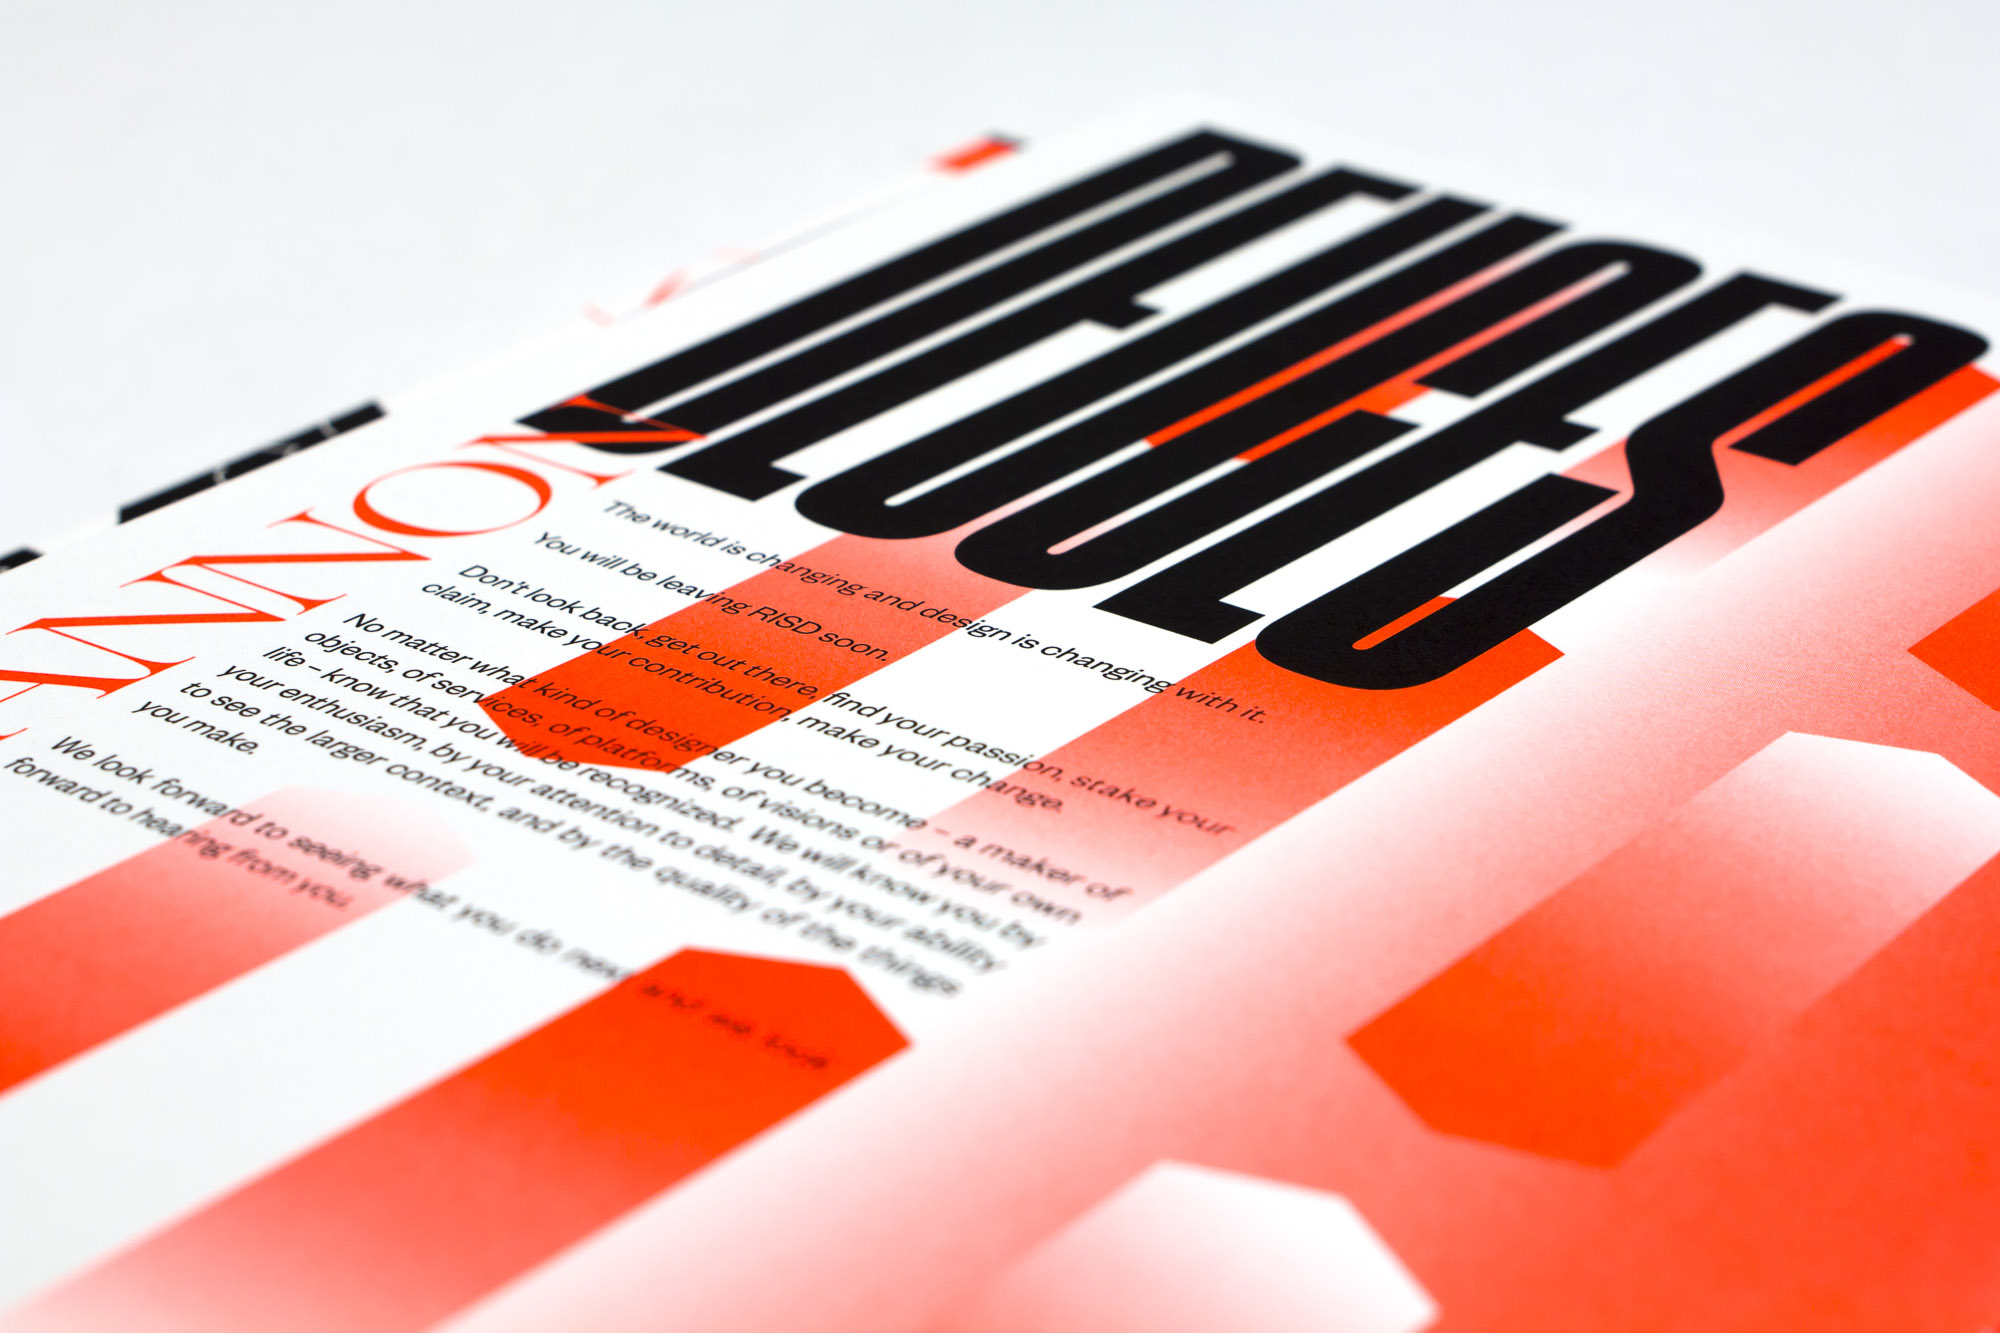 DEUCES
The world is changing and design is changing with it.
You will be leaving RISD soon.
Don't look back, get out there, find your passion, stake your
claim, make your contribution, make your change.
No matter what kind of designer you become – a maker of
objects, of services, of platforms, of visions or of your own
life – know that you will be recognized. We will know you by
your enthusiasm, by your attention to detail, by your ability
to see the larger context, and by the quality of the things
you make.
We look forward to seeing what you do next and we look
forward to hearing from you.